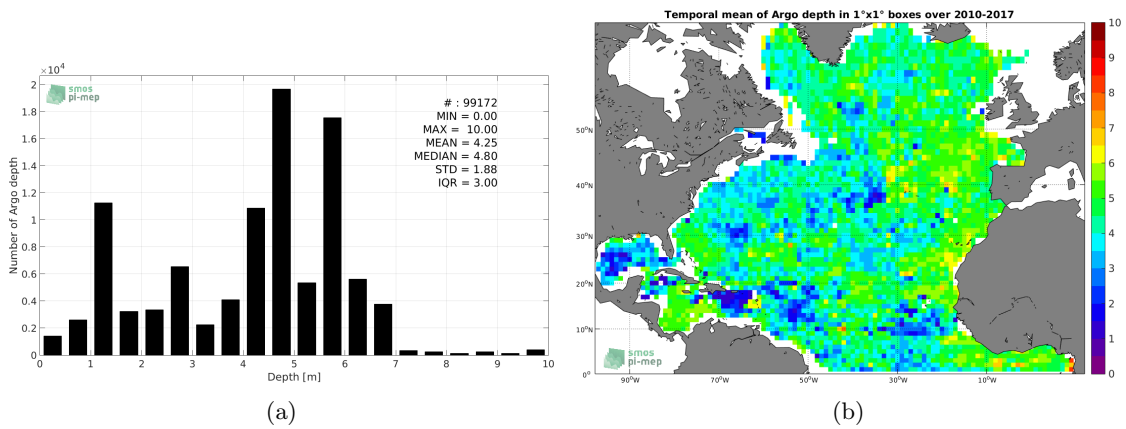 Temporal mean of Argo depth in 1°x1° boxes over 2010-2017
×10⁴
smos
pi-mep
# : 99172
MIN = 0.00
MAX = 10.00
MEAN = 4.25
MEDIAN = 4.80
STD = 1.88
IQR = 3.00
2
1.8
1.6
1.4
1.2
1
0.8
0.6
0.4
0.2
0
Number of Argo depth
0 1 2 3 4 5 6 7 8 9 10
Depth [m]
(a)
50°N
40°N
30°N
20°N
10°N
0°
90°W 70°W 50°W 30°W 10°W
smos
pi-mep
10
9
8
7
6
5
4
3
2
1
0
(b)